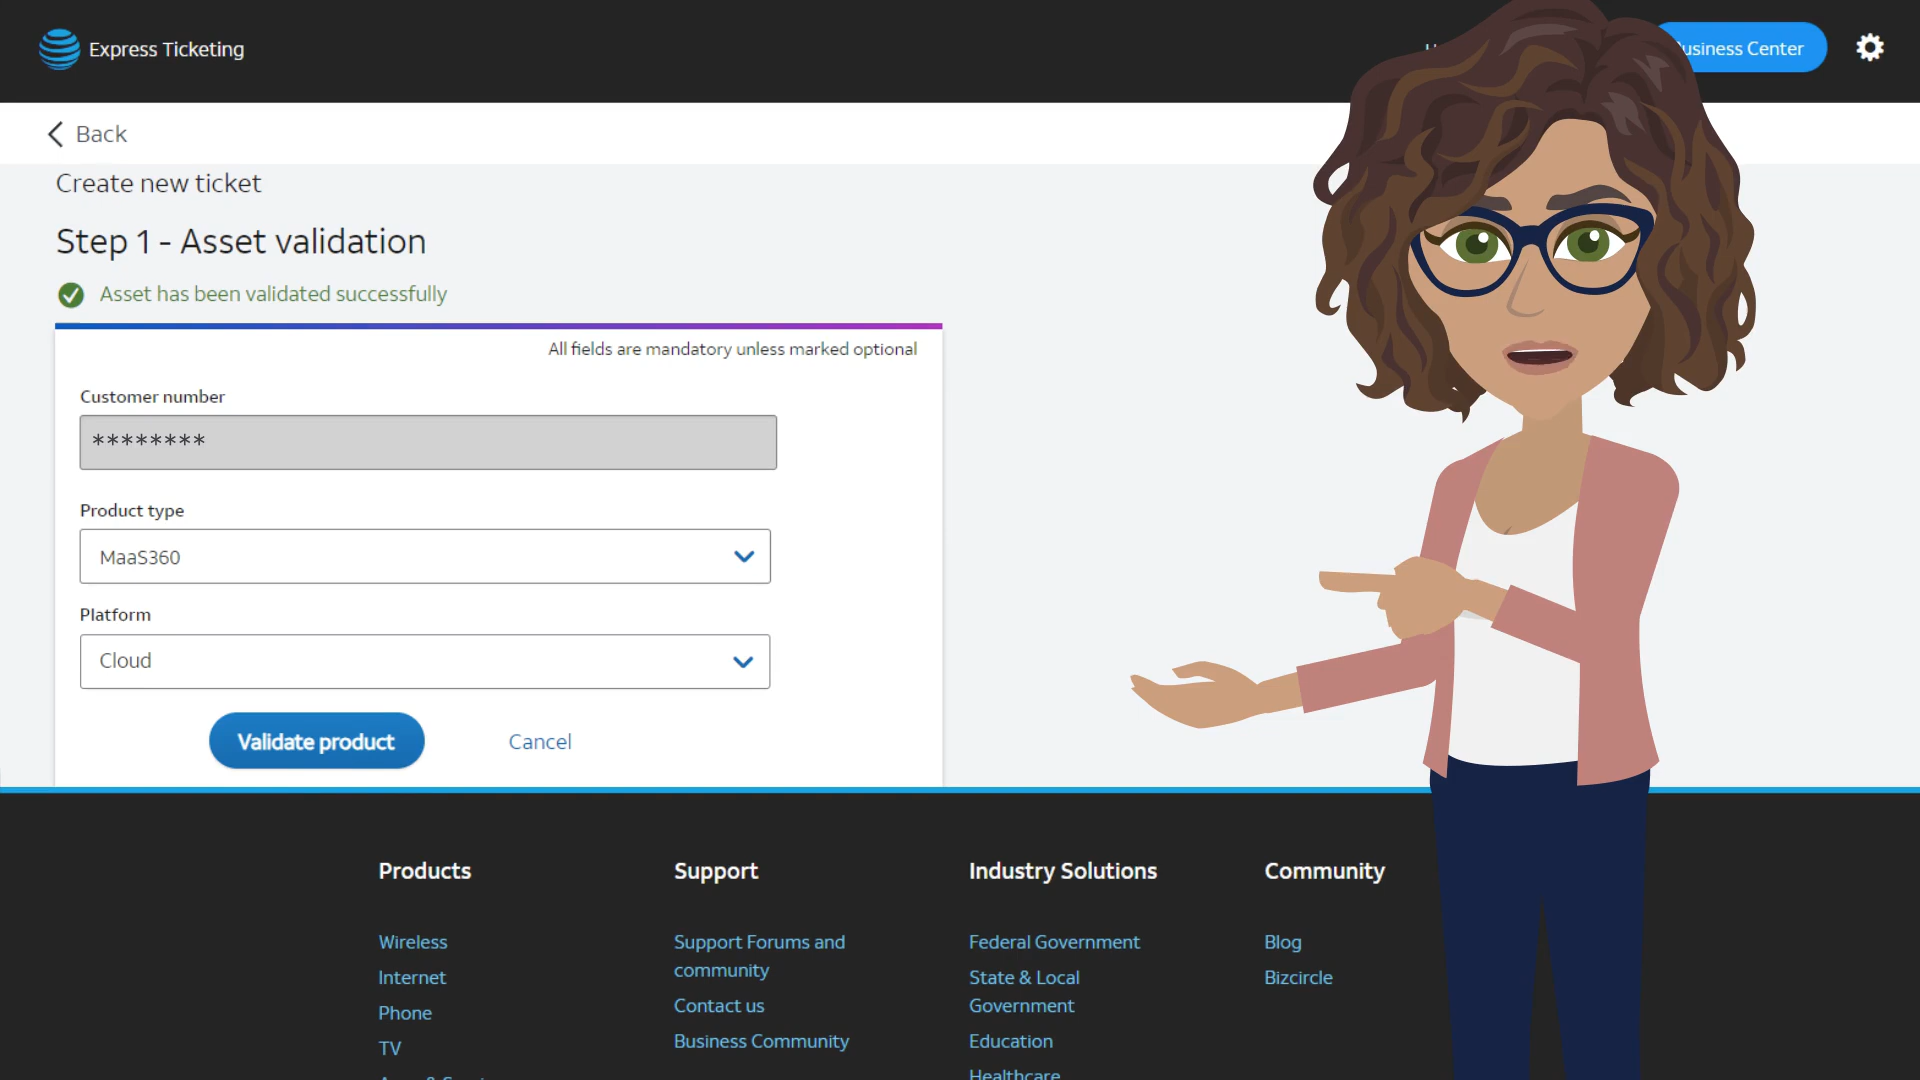 Express Ticketing
Business Center
Back
Create new ticket
Step 1 - Asset validation
Asset has been validated successfully
All fields are mandatory unless marked optional
Customer number
********
Product type
MaaS360
Platform
Cloud
Validate product
Cancel
Products
Wireless
Internet
Phone
TV
Support
Support Forums and
community
Contact us
Business Community
Industry Solutions
Federal Government
State & Local
Government
Education
Healthcare
Community
Blog
Bizcircle